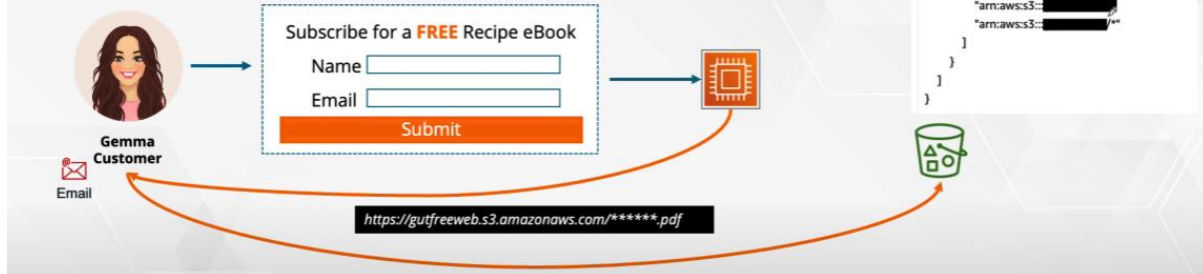 Subscribe for a FREE Recipe eBook
Name
Email
Submit
Gemma
Customer
Email
https://gutfreeweb.s3.amazonaws.com/******.pdf
"arn:aws:s3:::
"arn:aws:s3::: /*"
]
}
]
}